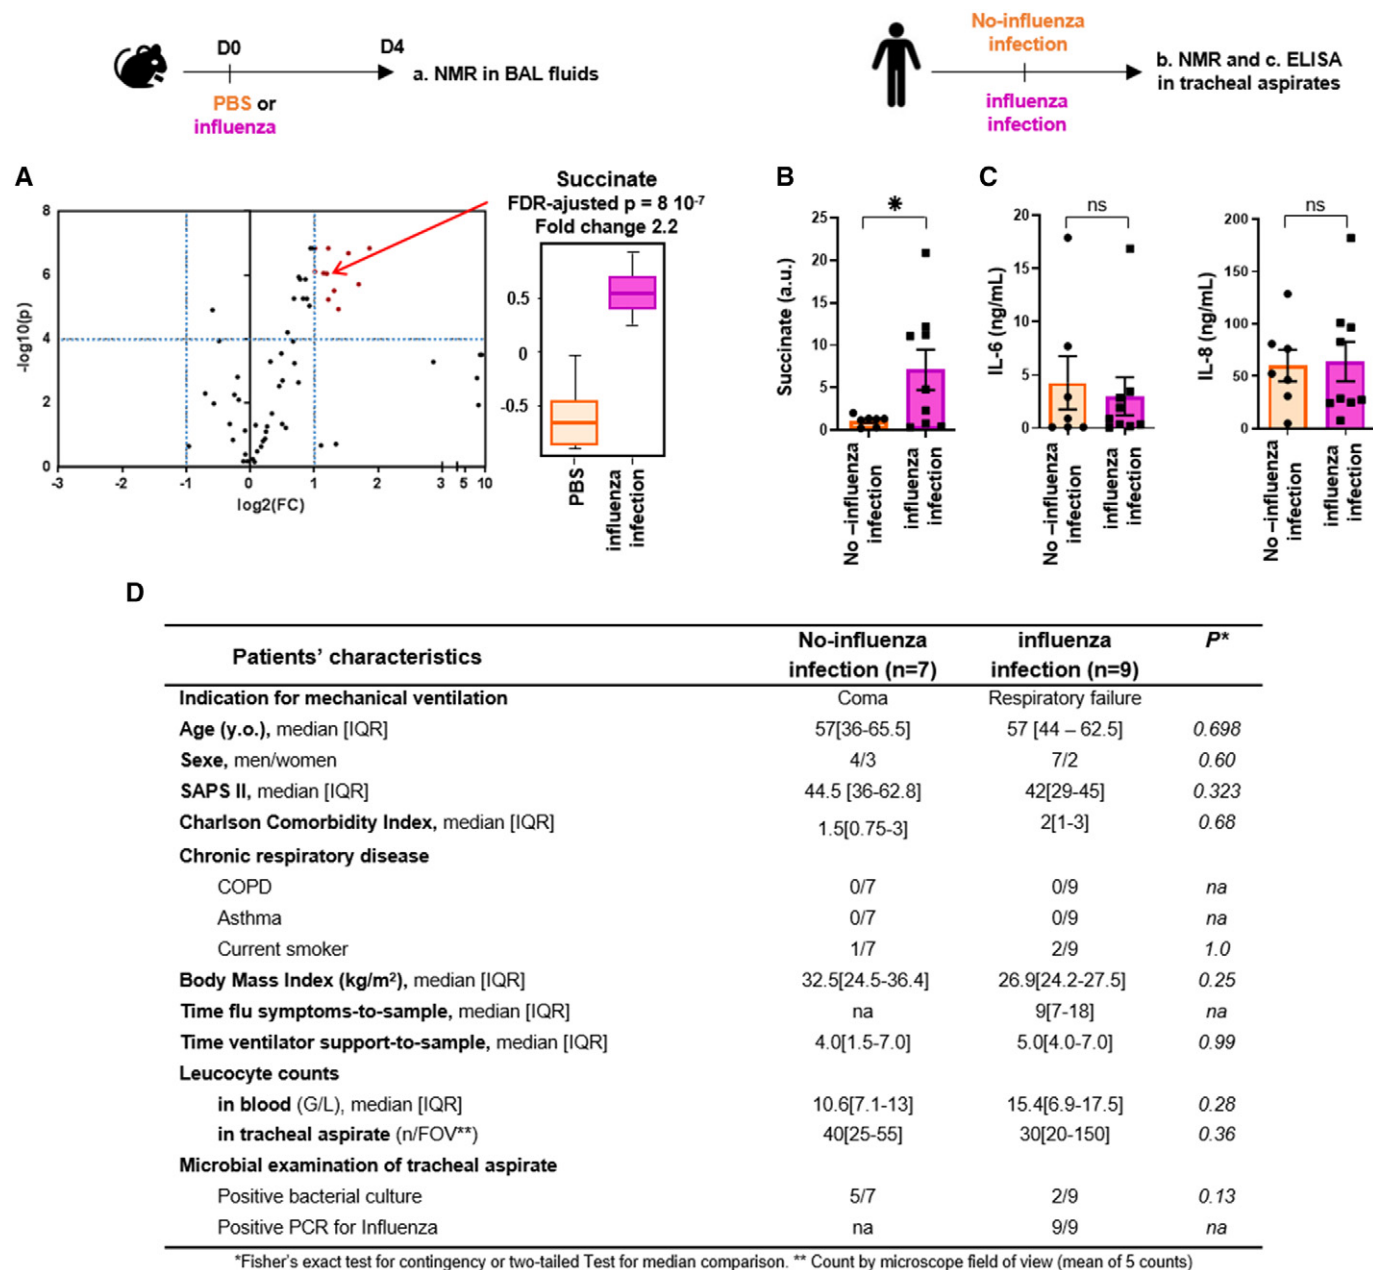 D0
D4
PBS or
influenza
a. NMR in BAL fluids
No-influenza
infection
influenza
infection
b. NMR and c. ELISA
in tracheal aspirates
A
Succinate
FDR-ajusted p = 8 10⁻⁷
Fold change 2.2
-log10(p)
8
6
4
2
0
-3
-2
-1
0
1
2
3
5
10
log2(FC)
0.5
0
-0.5
PBS
influenza
infection
B
*
Succinate (a.u.)
25
20
15
10
5
0
No –influenza
infection
influenza
infection
C
ns
IL-6 (ng/mL)
20
15
10
5
0
No –influenza
infection
influenza
infection
ns
IL-8 (ng/mL)
200
150
100
50
0
No –influenza
infection
influenza
infection
D
Patients' characteristics No-influenza infection (n=7) influenza infection (n=9) P*
Indication for mechanical ventilation Coma Respiratory failure
Age (y.o.), median [IQR] 57[36-65.5] 57 [44 – 62.5] 0.698
Sexe, men/women 4/3 7/2 0.60
SAPS II, median [IQR] 44.5 [36-62.8] 42[29-45] 0.323
Charlson Comorbidity Index, median [IQR] 1.5[0.75-3] 2[1-3] 0.68
Chronic respiratory disease
COPD 0/7 0/9 na
Asthma 0/7 0/9 na
Current smoker 1/7 2/9 1.0
Body Mass Index (kg/m²), median [IQR] 32.5[24.5-36.4] 26.9[24.2-27.5] 0.25
Time flu symptoms-to-sample, median [IQR] na 9[7-18] na
Time ventilator support-to-sample, median [IQR] 4.0[1.5-7.0] 5.0[4.0-7.0] 0.99
Leucocyte counts
in blood (G/L), median [IQR] 10.6[7.1-13] 15.4[6.9-17.5] 0.28
in tracheal aspirate (n/FOV**) 40[25-55] 30[20-150] 0.36
Microbial examination of tracheal aspirate
Positive bacterial culture 5/7 2/9 0.13
Positive PCR for Influenza na 9/9 na
*Fisher's exact test for contingency or two-tailed Test for median comparison. ** Count by microscope field of view (mean of 5 counts)